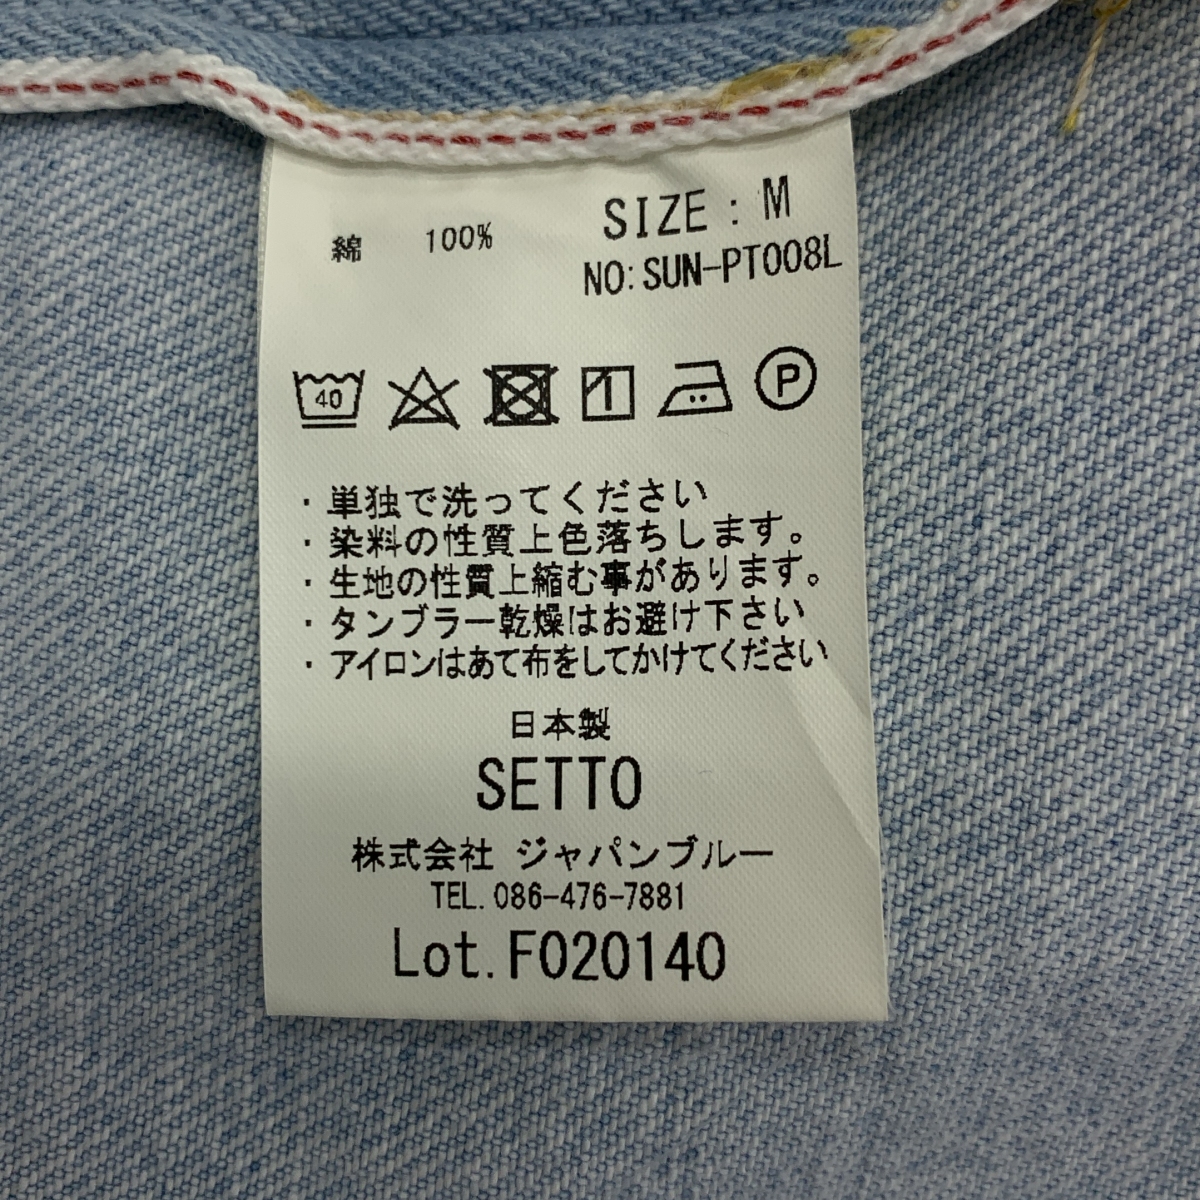 綿 100% SIZE : M
NO:SUN-PT008L
40 1 P
・単独で洗ってください
・染料の性質上色落ちします。
・生地の性質上縮む事があります。
・タンブラー乾燥はお避け下さい
・アイロンはあて布をしてかけてください
日本製
SETTO
株式会社 ジャパンブルー
TEL.086-476-7881
Lot.F020140